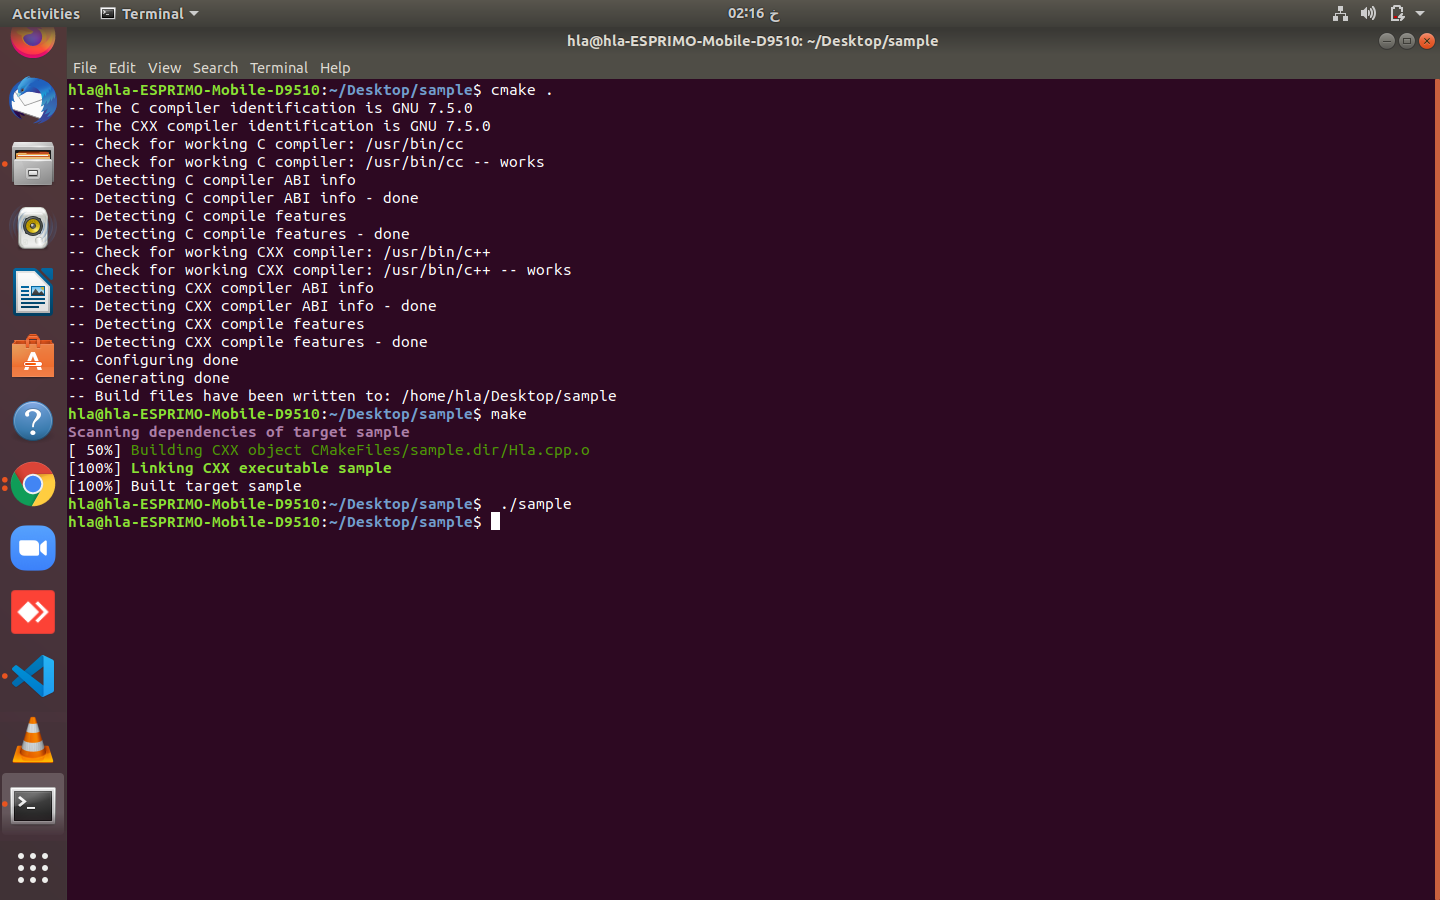 Activities Terminal 02:16 خ
hla@hla-ESPRIMO-Mobile-D9510: ~/Desktop/sample
File Edit View Search Terminal Help
hla@hla-ESPRIMO-Mobile-D9510:~/Desktop/sample$ cmake .
-- The C compiler identification is GNU 7.5.0
-- The CXX compiler identification is GNU 7.5.0
-- Check for working C compiler: /usr/bin/cc
-- Check for working C compiler: /usr/bin/cc -- works
-- Detecting C compiler ABI info
-- Detecting C compiler ABI info - done
-- Detecting C compile features
-- Detecting C compile features - done
-- Check for working CXX compiler: /usr/bin/c++
-- Check for working CXX compiler: /usr/bin/c++ -- works
-- Detecting CXX compiler ABI info
-- Detecting CXX compiler ABI info - done
-- Detecting CXX compile features
-- Detecting CXX compile features - done
-- Configuring done
-- Generating done
-- Build files have been written to: /home/hla/Desktop/sample
hla@hla-ESPRIMO-Mobile-D9510:~/Desktop/sample$ make
Scanning dependencies of target sample
[ 50%] Building CXX object CMakeFiles/sample.dir/Hla.cpp.o
[100%] Linking CXX executable sample
[100%] Built target sample
hla@hla-ESPRIMO-Mobile-D9510:~/Desktop/sample$  ./sample
hla@hla-ESPRIMO-Mobile-D9510:~/Desktop/sample$